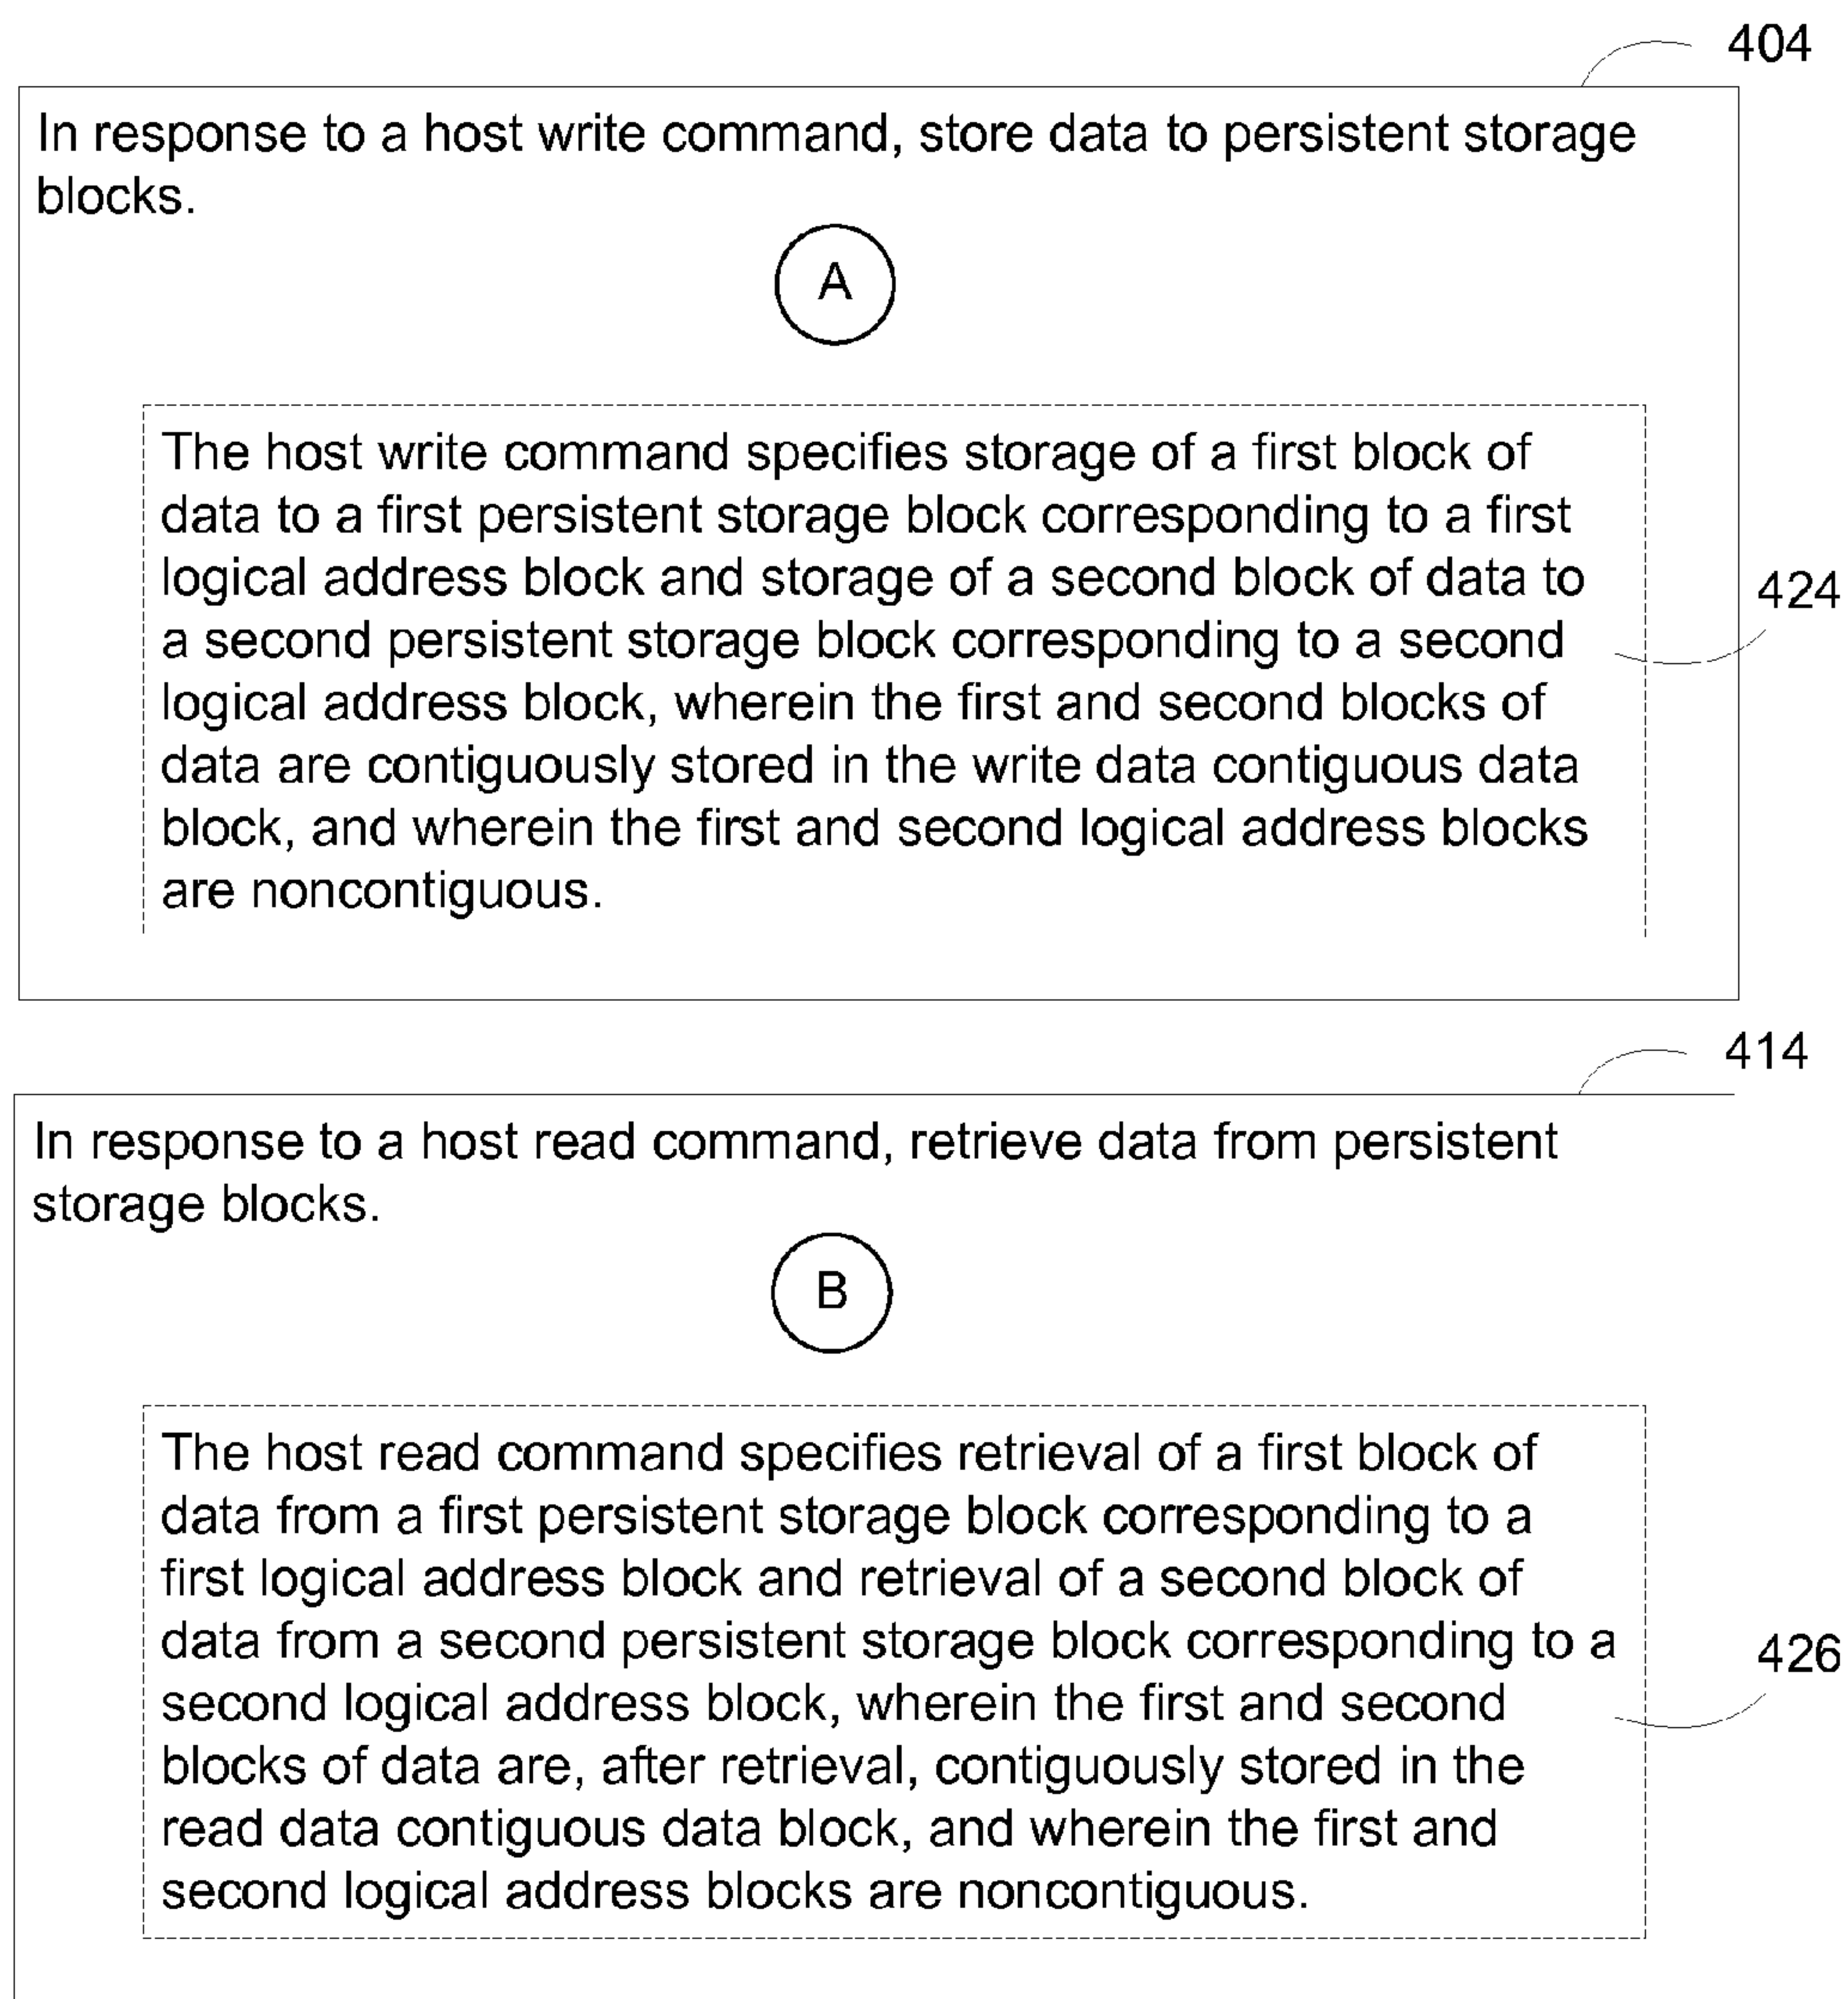 404
In response to a host write command, store data to persistent storage
blocks.
A
The host write command specifies storage of a first block of
data to a first persistent storage block corresponding to a first
logical address block and storage of a second block of data to
a second persistent storage block corresponding to a second
logical address block, wherein the first and second blocks of
data are contiguously stored in the write data contiguous data
block, and wherein the first and second logical address blocks
are noncontiguous.
424
414
In response to a host read command, retrieve data from persistent
storage blocks.
B
The host read command specifies retrieval of a first block of
data from a first persistent storage block corresponding to a
first logical address block and retrieval of a second block of
data from a second persistent storage block corresponding to a
second logical address block, wherein the first and second
blocks of data are, after retrieval, contiguously stored in the
read data contiguous data block, and wherein the first and
second logical address blocks are noncontiguous.
426